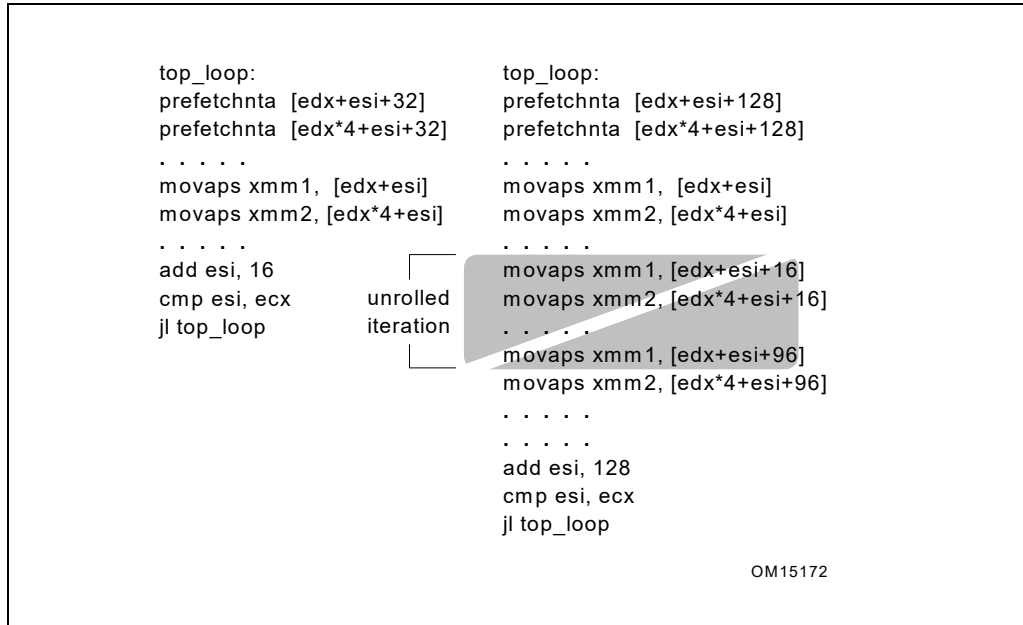 top_loop:
prefetchnta [edx+esi+32]
prefetchnta [edx*4+esi+32]
. . . . .
movaps xmm1, [edx+esi]
movaps xmm2, [edx*4+esi]
. . . . .
add esi, 16
cmp esi, ecx
jl top_loop
unrolled
iteration
top_loop:
prefetchnta [edx+esi+128]
prefetchnta [edx*4+esi+128]
. . . . .
movaps xmm1, [edx+esi]
movaps xmm2, [edx*4+esi]
. . . . .
movaps xmm1, [edx+esi+16]
movaps xmm2, [edx*4+esi+16]
. . . . .
movaps xmm1, [edx+esi+96]
movaps xmm2, [edx*4+esi+96]
. . . . .
. . . . .
add esi, 128
cmp esi, ecx
jl top_loop
OM15172